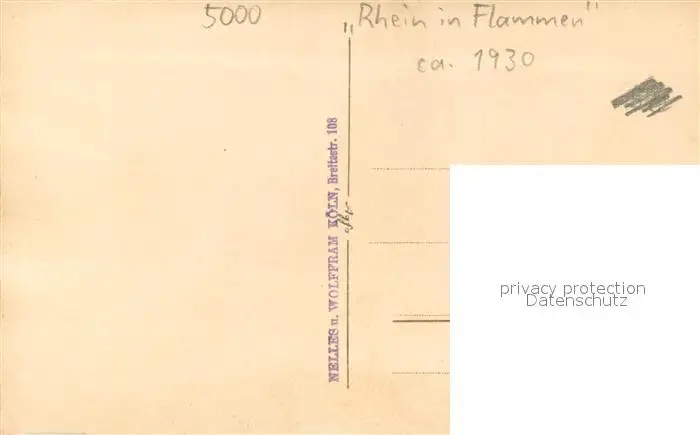 5000
„Rhein in Flammen"
ca. 1930
NELLES u. WOLFFRAM KÖLN, Breitestr. 108
privacy protection
Datenschutz